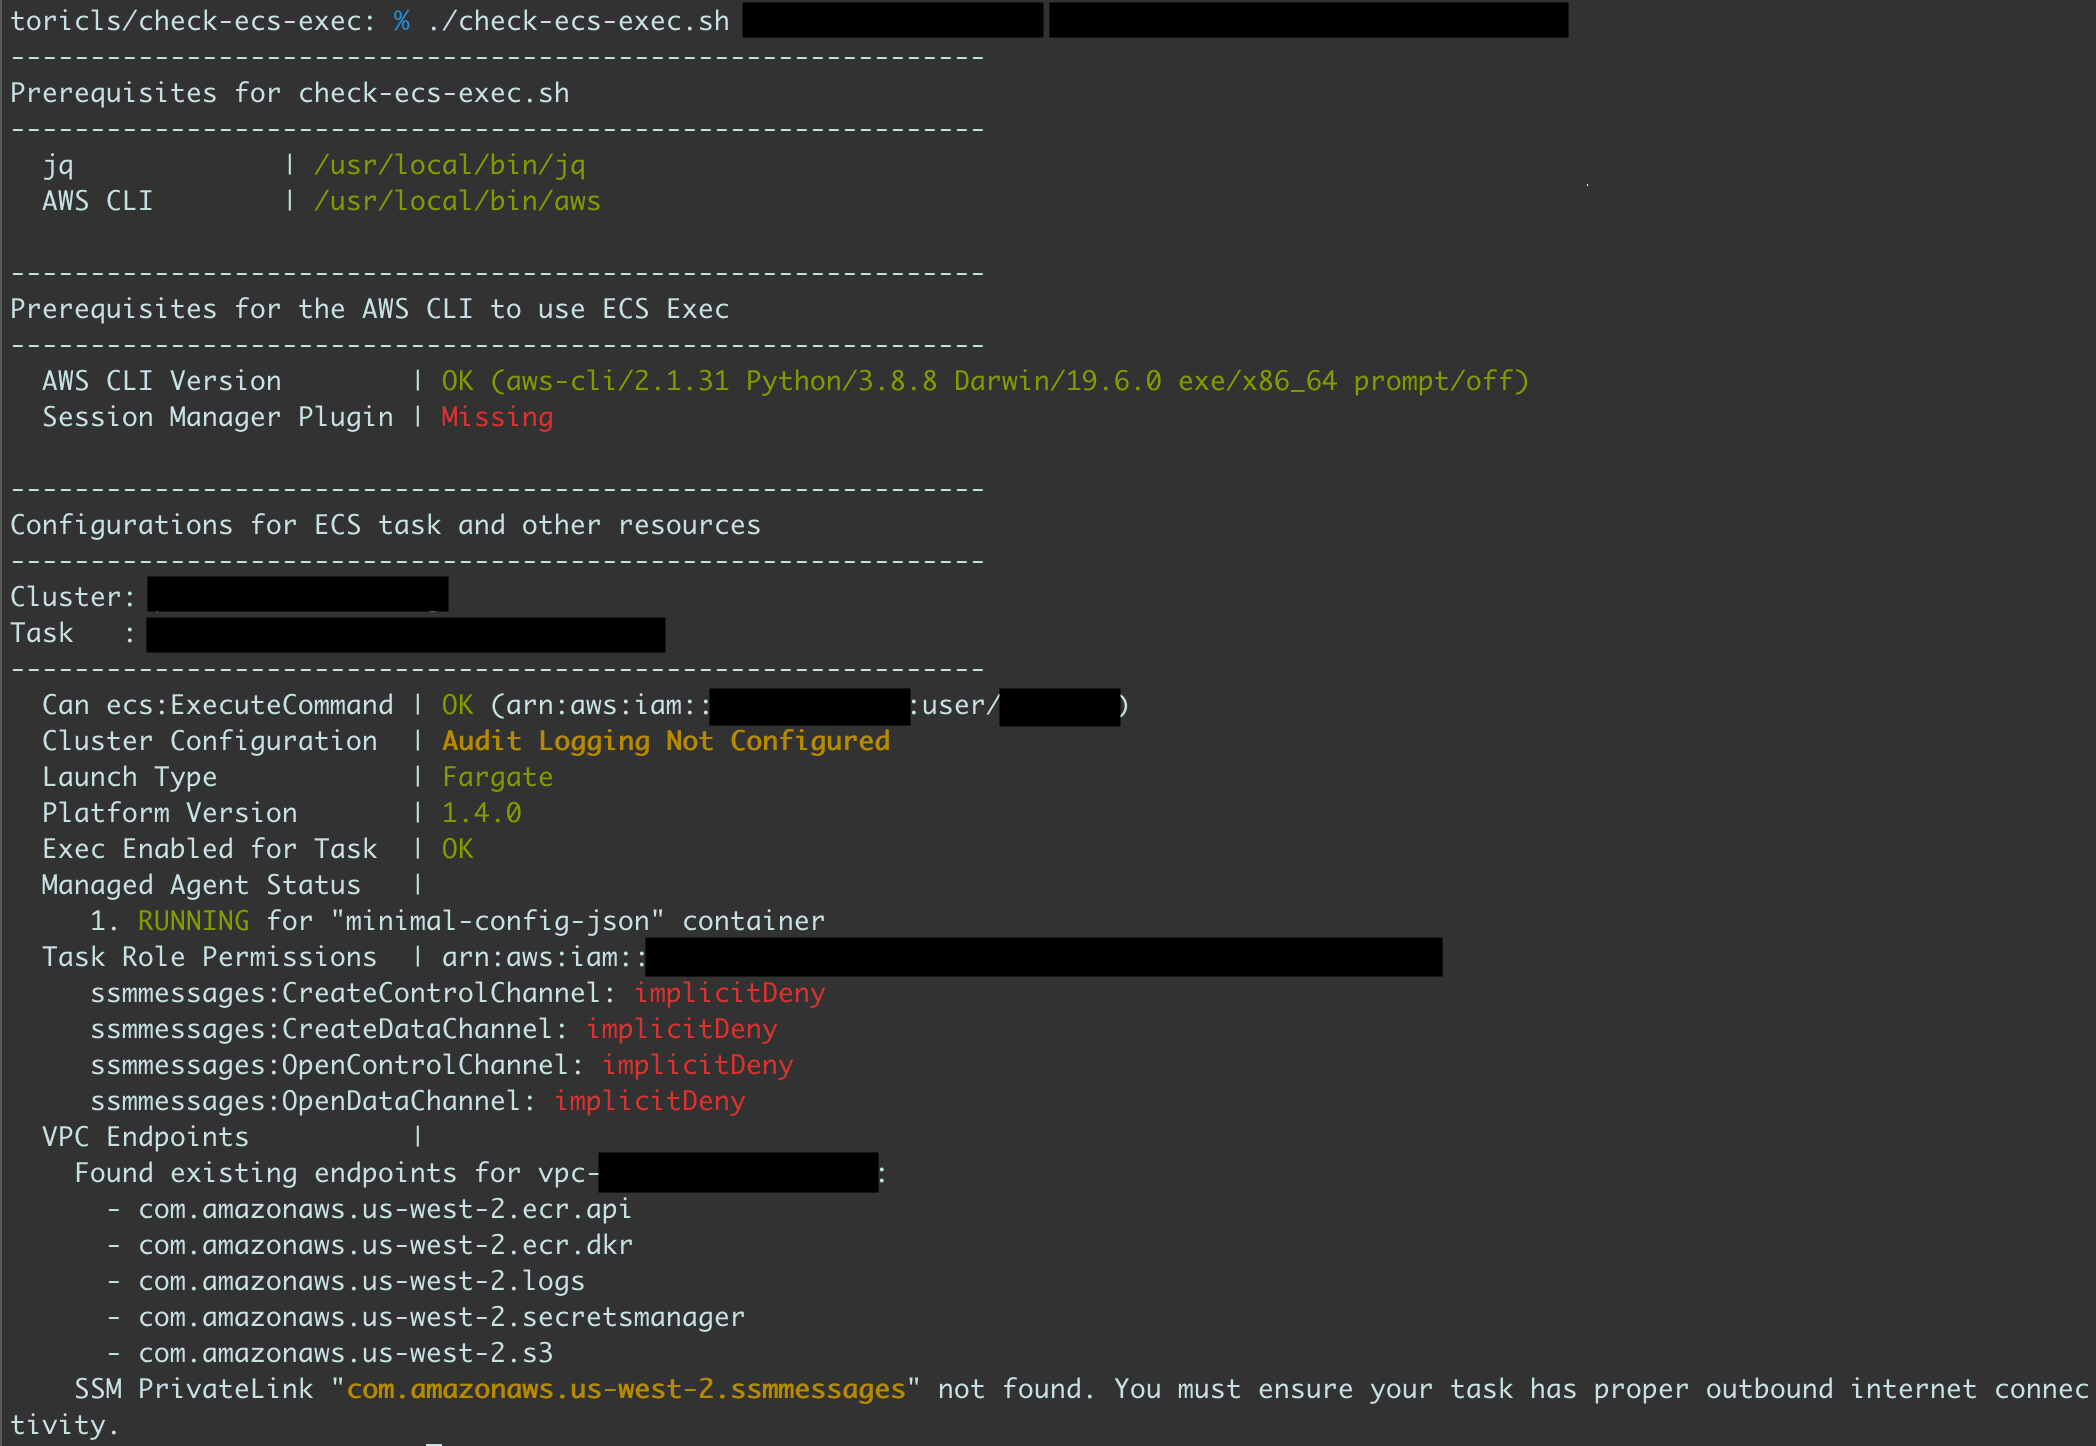 toricls/check-ecs-exec: % ./check-ecs-exec.sh
-------------------------------------------------------------
Prerequisites for check-ecs-exec.sh
-------------------------------------------------------------
  jq             | /usr/local/bin/jq
  AWS CLI        | /usr/local/bin/aws

-------------------------------------------------------------
Prerequisites for the AWS CLI to use ECS Exec
-------------------------------------------------------------
  AWS CLI Version        | OK (aws-cli/2.1.31 Python/3.8.8 Darwin/19.6.0 exe/x86_64 prompt/off)
  Session Manager Plugin | Missing

-------------------------------------------------------------
Configurations for ECS task and other resources
-------------------------------------------------------------
Cluster:
Task   :
-------------------------------------------------------------
  Can ecs:ExecuteCommand | OK (arn:aws:iam:: :user/ )
  Cluster Configuration  | Audit Logging Not Configured
  Launch Type            | Fargate
  Platform Version       | 1.4.0
  Exec Enabled for Task  | OK
  Managed Agent Status   |
     1. RUNNING for "minimal-config-json" container
  Task Role Permissions  | arn:aws:iam::
     ssmmessages:CreateControlChannel: implicitDeny
     ssmmessages:CreateDataChannel: implicitDeny
     ssmmessages:OpenControlChannel: implicitDeny
     ssmmessages:OpenDataChannel: implicitDeny
  VPC Endpoints          |
    Found existing endpoints for vpc- :
      - com.amazonaws.us-west-2.ecr.api
      - com.amazonaws.us-west-2.ecr.dkr
      - com.amazonaws.us-west-2.logs
      - com.amazonaws.us-west-2.secretsmanager
      - com.amazonaws.us-west-2.s3
    SSM PrivateLink "com.amazonaws.us-west-2.ssmmessages" not found. You must ensure your task has proper outbound internet connec
tivity.